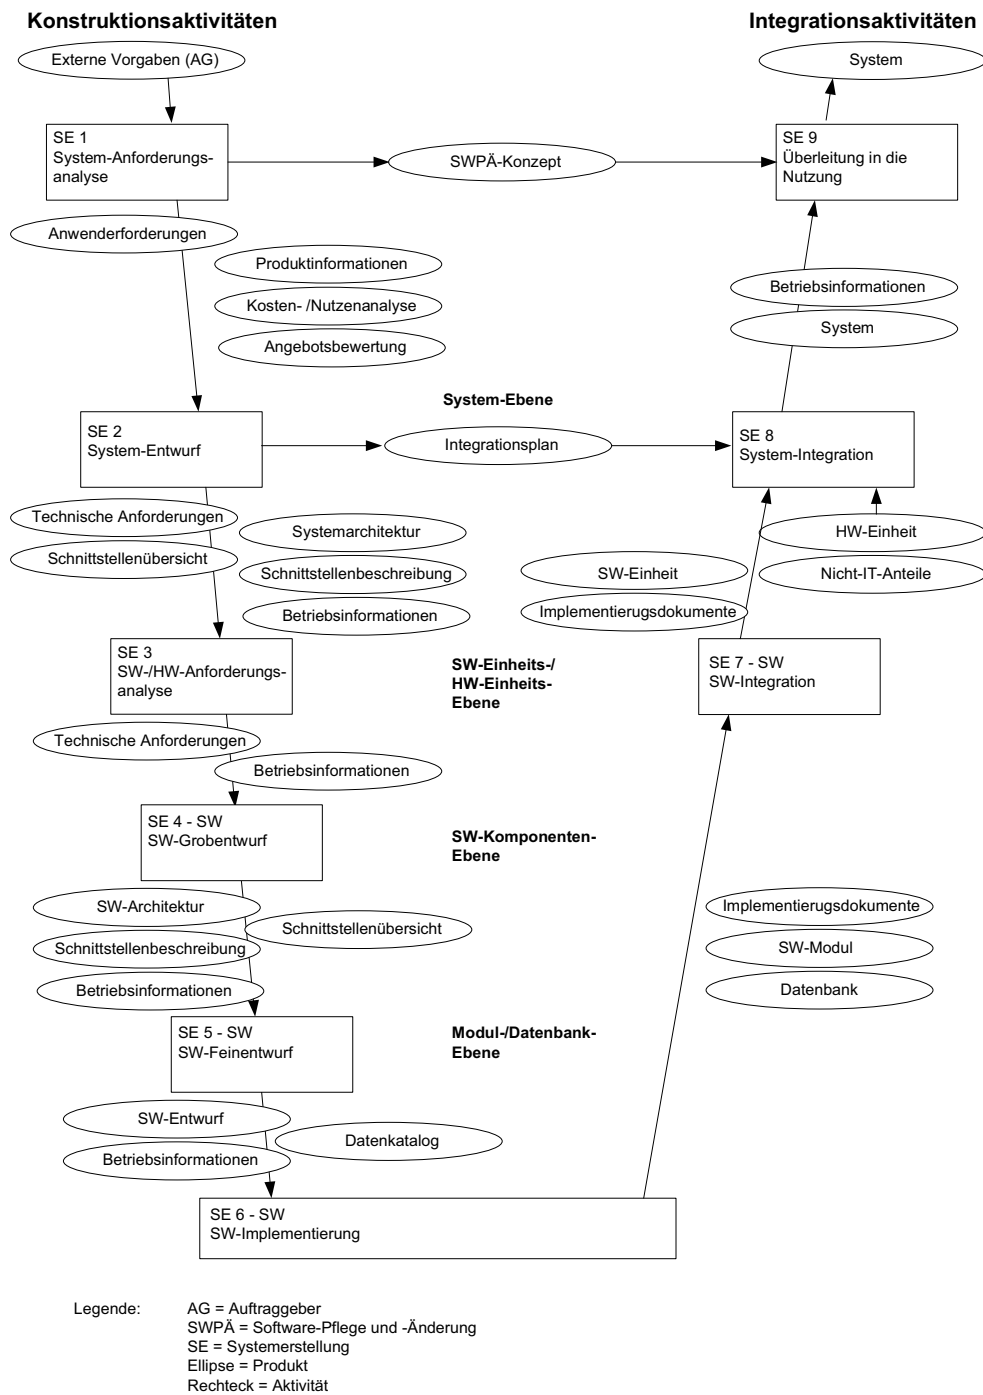 Konstruktionsaktivitäten
Integrationsaktivitäten
Externe Vorgaben (AG)
System
SE 1
System-Anforderungs-
analyse
SWPÄ-Konzept
SE 9
Überleitung in die
Nutzung
Anwenderforderungen
Produktinformationen
Kosten- /Nutzenanalyse
Angebotsbewertung
Betriebsinformationen
System
System-Ebene
SE 2
System-Entwurf
Integrationsplan
SE 8
System-Integration
Technische Anforderungen
Schnittstellenübersicht
Systemarchitektur
Schnittstellenbeschreibung
Betriebsinformationen
SW-Einheit
Implementierugsdokumente
HW-Einheit
Nicht-IT-Anteile
SE 3
SW-/HW-Anforderungs-
analyse
SW-Einheits-/
HW-Einheits-
Ebene
SE 7 - SW
SW-Integration
Technische Anforderungen
Betriebsinformationen
SE 4 - SW
SW-Grobentwurf
SW-Komponenten-
Ebene
SW-Architektur
Schnittstellenbeschreibung
Betriebsinformationen
Schnittstellenübersicht
Implementierugsdokumente
SW-Modul
Datenbank
SE 5 - SW
SW-Feinentwurf
Modul-/Datenbank-
Ebene
SW-Entwurf
Betriebsinformationen
Datenkatalog
SE 6 - SW
SW-Implementierung
Legende:
AG = Auftraggeber
SWPÄ = Software-Pflege und -Änderung
SE = Systemerstellung
Ellipse = Produkt
Rechteck = Aktivität